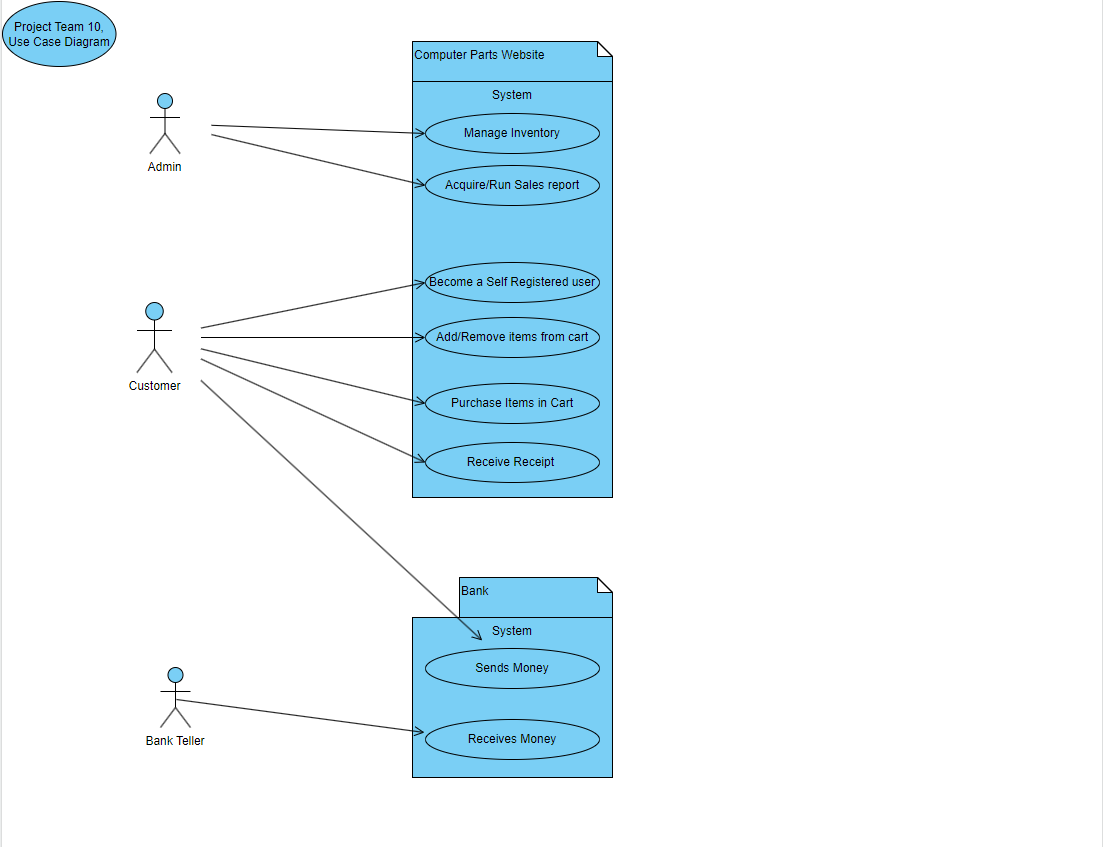 Project Team 10,
Use Case Diagram
Computer Parts Website
System
Manage Inventory
Admin
Acquire/Run Sales report
Become a Self Registered user
Add/Remove items from cart
Customer
Purchase Items in Cart
Receive Receipt
Bank
System
Sends Money
Bank Teller
Receives Money